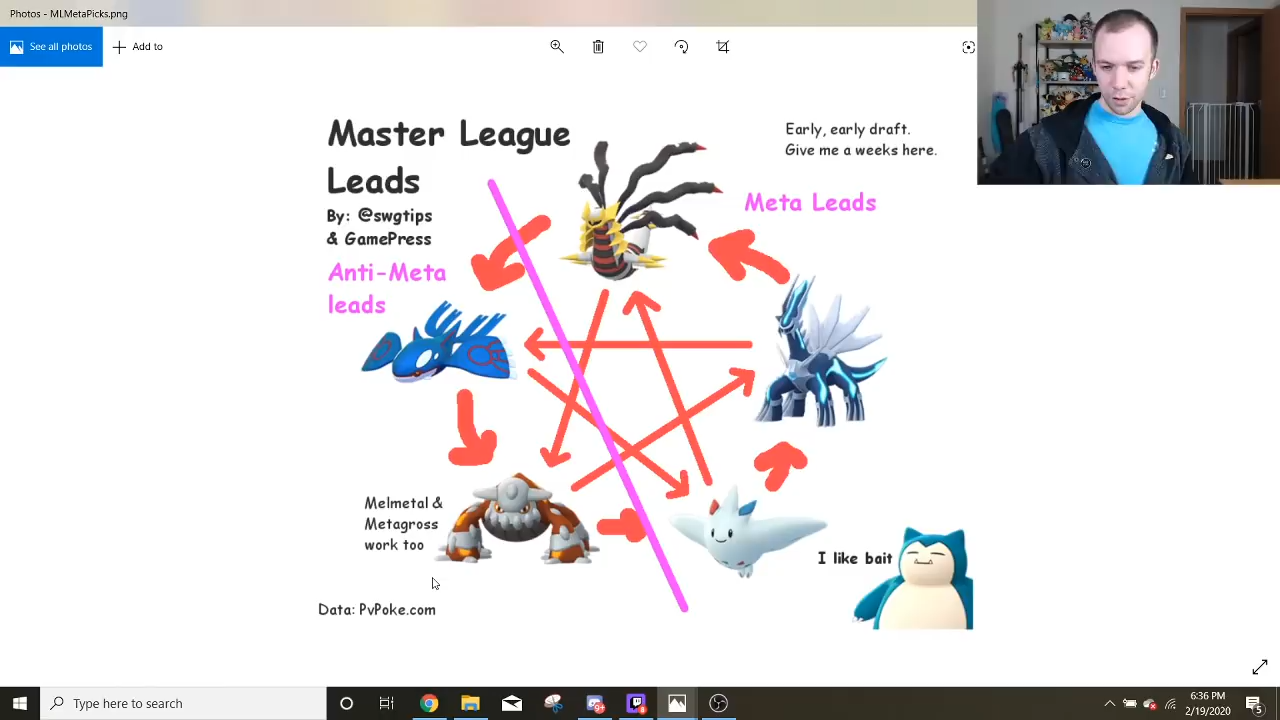 Photos - MLMetaPicks.png
See all photos
Add to
Master League
Leads
By: @swgtips
& GamePress
Early, early draft.
Give me a weeks here.
Meta Leads
Anti-Meta
leads
Melmetal &
Metagross
work too
I like bait
Data: PvPoke.com
Type here to search
6:36 PM
2/19/2020
5